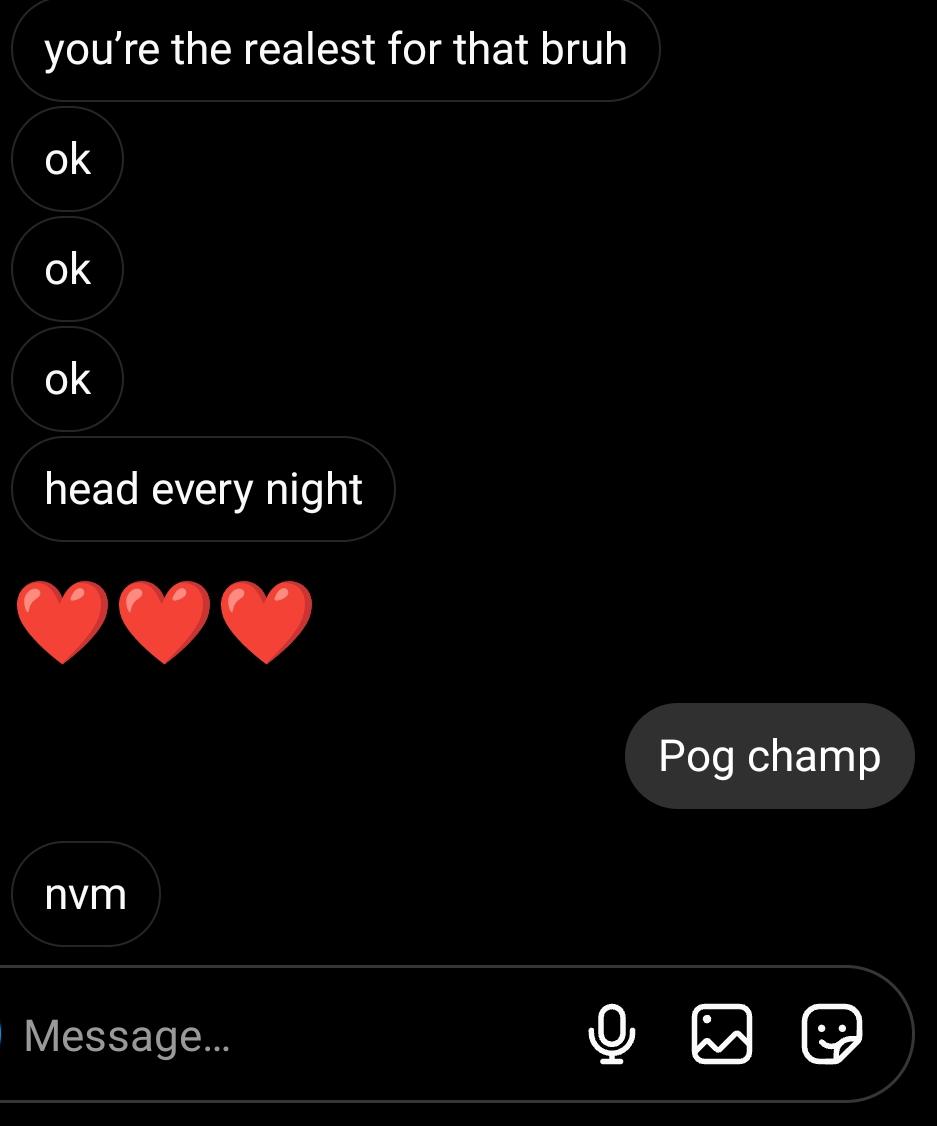 you’re the realest for that bruh
ok
ok
ok
head every night
❤️❤️❤️
Pog champ
nvm
Message...